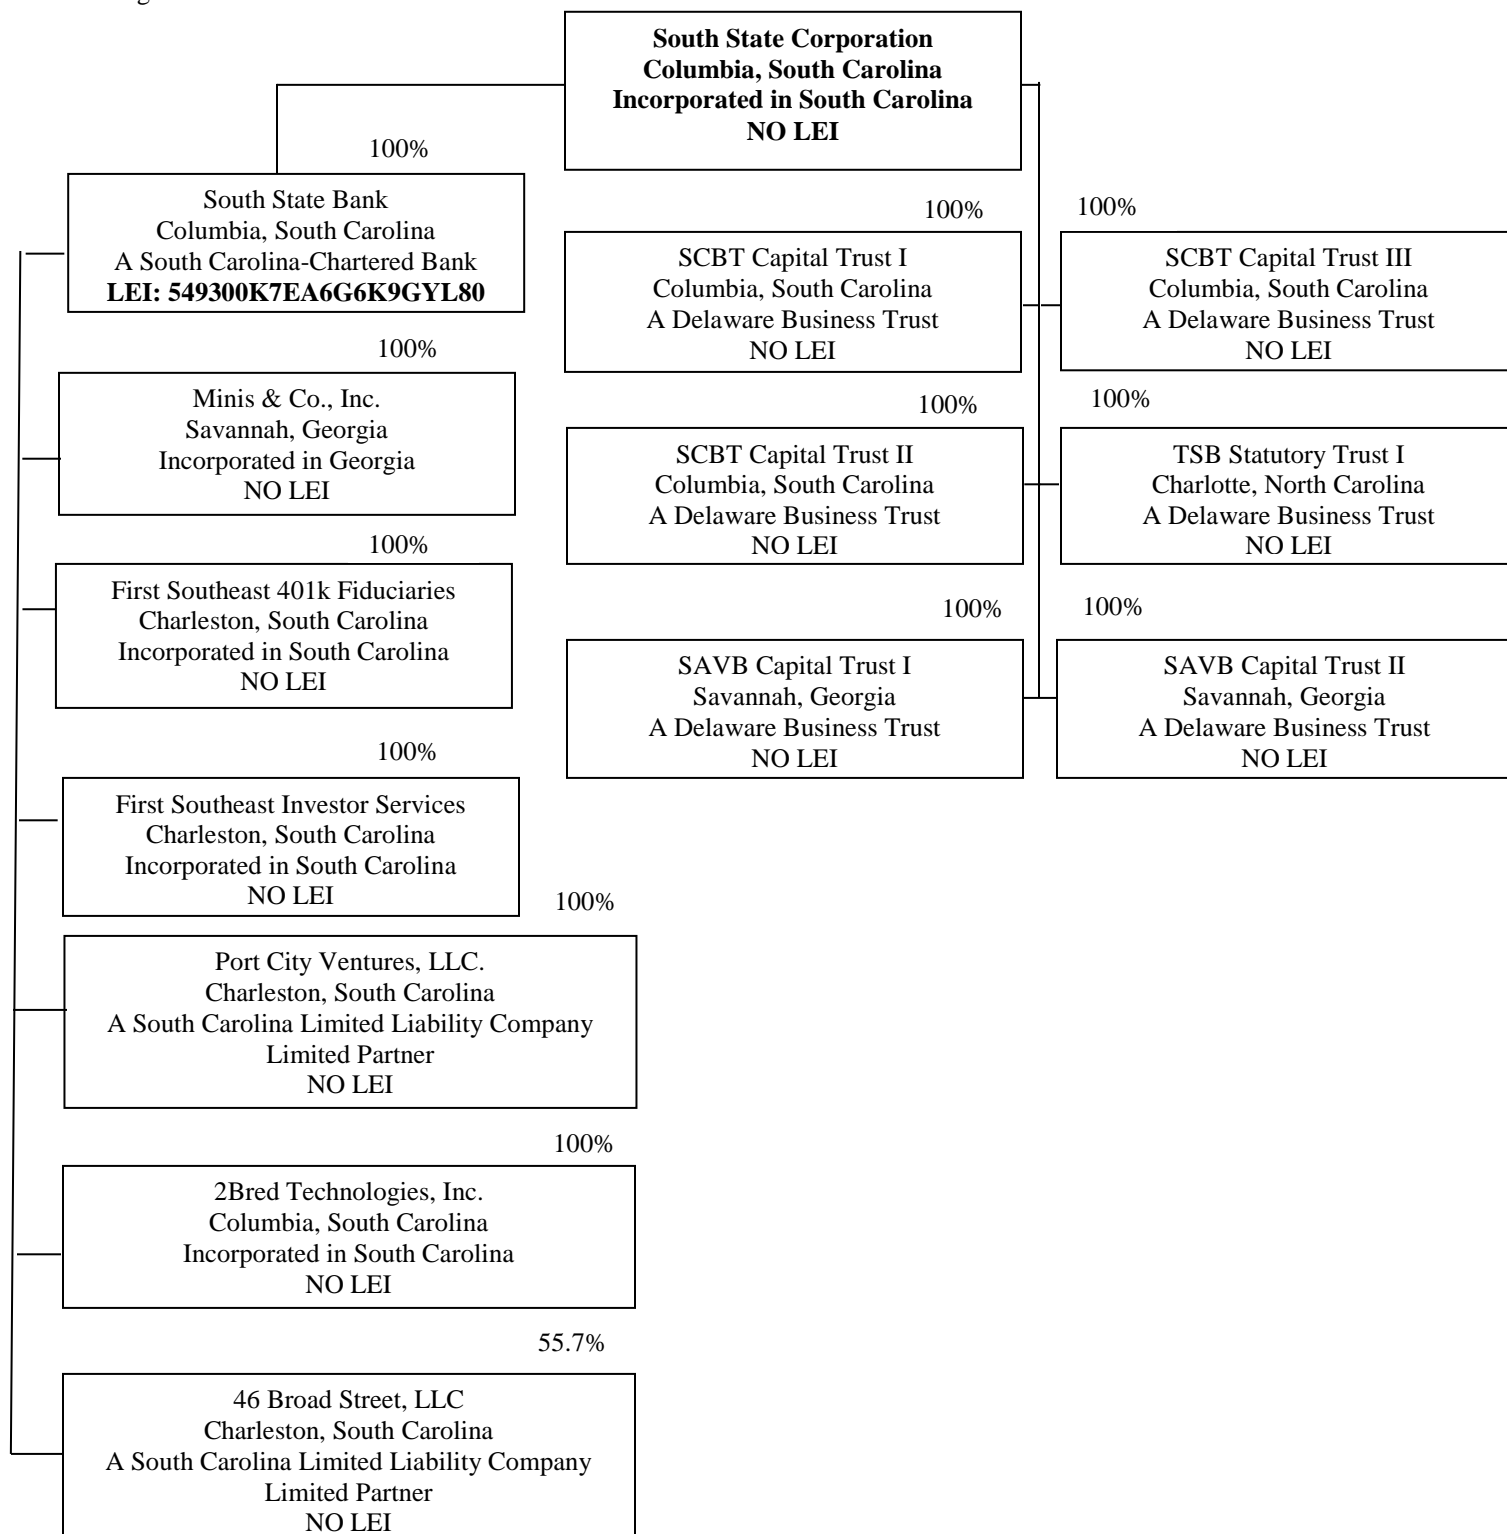 South State Corporation
Columbia, South Carolina
Incorporated in South Carolina
NO LEI
100%
South State Bank
Columbia, South Carolina
A South Carolina-Chartered Bank
LEI: 549300K7EA6G6K9GYL80
100%
Minis & Co., Inc.
Savannah, Georgia
Incorporated in Georgia
NO LEI
100%
First Southeast 401k Fiduciaries
Charleston, South Carolina
Incorporated in South Carolina
NO LEI
100%
First Southeast Investor Services
Charleston, South Carolina
Incorporated in South Carolina
NO LEI
100%
Port City Ventures, LLC.
Charleston, South Carolina
A South Carolina Limited Liability Company
Limited Partner
NO LEI
100%
2Bred Technologies, Inc.
Columbia, South Carolina
Incorporated in South Carolina
NO LEI
55.7%
46 Broad Street, LLC
Charleston, South Carolina
A South Carolina Limited Liability Company
Limited Partner
NO LEI
100%
SCBT Capital Trust I
Columbia, South Carolina
A Delaware Business Trust
NO LEI
100%
SCBT Capital Trust III
Columbia, South Carolina
A Delaware Business Trust
NO LEI
100%
SCBT Capital Trust II
Columbia, South Carolina
A Delaware Business Trust
NO LEI
100%
TSB Statutory Trust I
Charlotte, North Carolina
A Delaware Business Trust
NO LEI
100%
SAVB Capital Trust I
Savannah, Georgia
A Delaware Business Trust
NO LEI
100%
SAVB Capital Trust II
Savannah, Georgia
A Delaware Business Trust
NO LEI